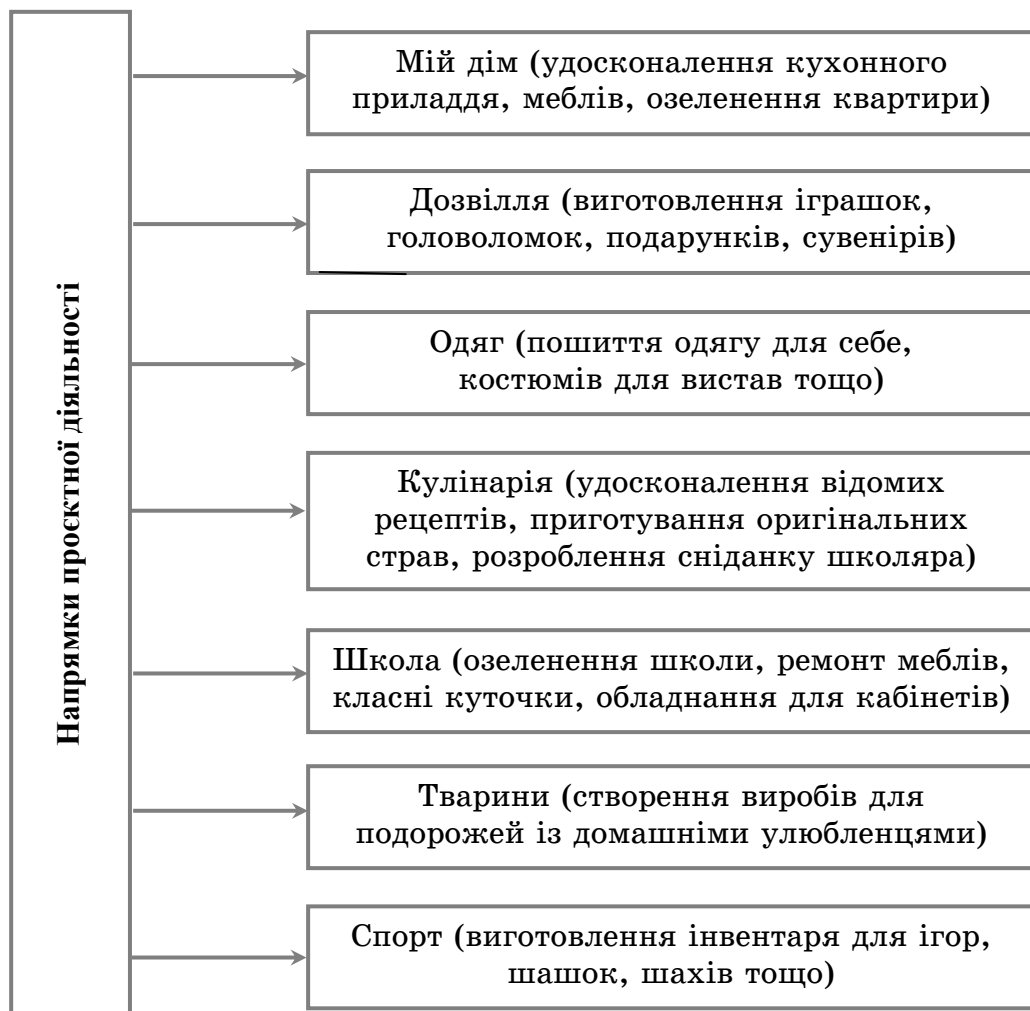 Напрямки проєктної діяльності
Мій дім (удосконалення кухонного
приладдя, меблів, озеленення квартири)
Дозвілля (виготовлення іграшок,
головоломок, подарунків, сувенірів)
Одяг (пошиття одягу для себе,
костюмів для вистав тощо)
Кулінарія (удосконалення відомих
рецептів, приготування оригінальних
страв, розроблення сніданку школяра)
Школа (озеленення школи, ремонт меблів,
класні куточки, обладнання для кабінетів)
Тварини (створення виробів для
подорожей із домашніми улюбленцями)
Спорт (виготовлення інвентаря для ігор,
шашок, шахів тощо)